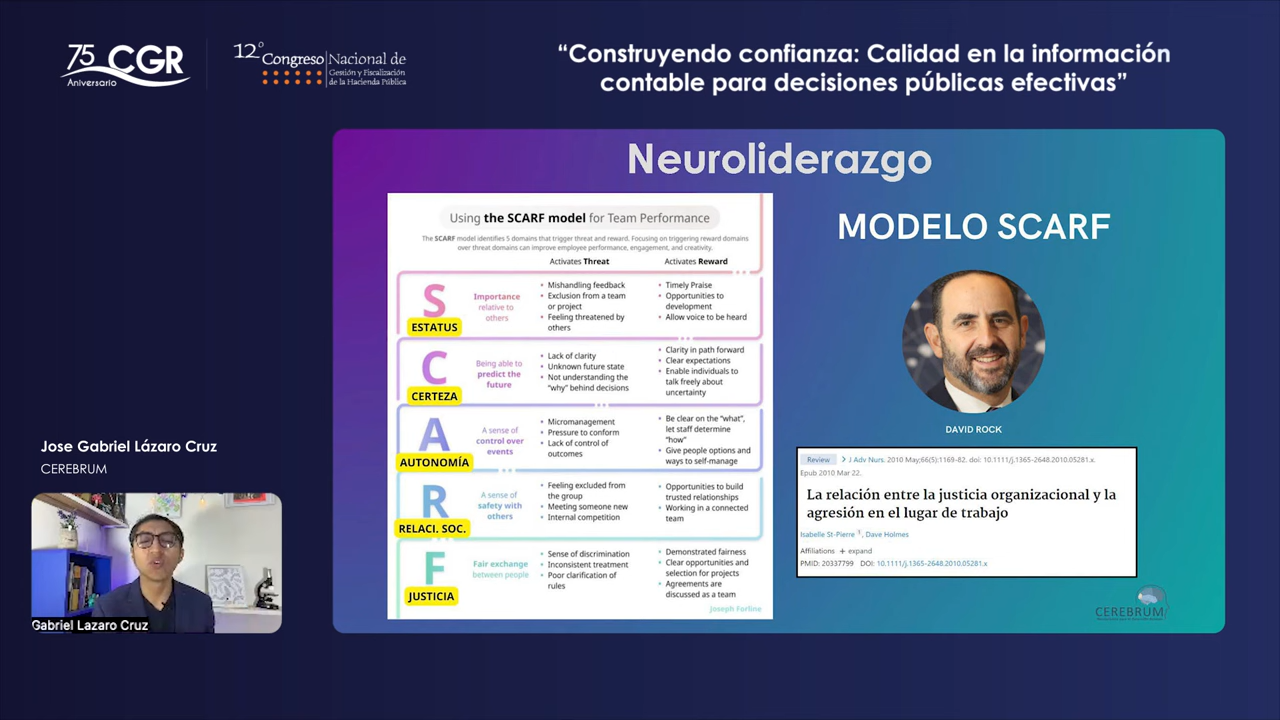 75 CGR
Aniversario
12° Congreso Nacional de
Gestión y Fiscalización
de la Hacienda Pública
“Construyendo confianza: Calidad en la información
contable para decisiones públicas efectivas”
Neuroliderazgo
Using the SCARF model for Team Performance
The SCARF model identifies 5 domains that trigger threat and reward. Focusing on triggering reward domains
over threat domains can improve employee performance, engagement, and creativity.
Activates Threat
Activates Reward
S
ESTATUS
Importance
relative to
others
• Mishandling feedback
• Exclusion from a team
or project
• Feeling threatened by
others
• Timely Praise
• Opportunities to
development
• Allow voice to be heard
C
CERTEZA
Being able to
predict the
future
• Lack of clarity
• Unknown future state
• Not understanding the
“why” behind decisions
• Clarity in path forward
• Clear expectations
• Enable individuals to
talk freely about
uncertainty
A
AUTONOMÍA
A sense of
control over
events
• Micromanagement
• Pressure to conform
• Lack of control of
outcomes
• Be clear on the “what”,
let staff determine
“how”
• Give people options and
ways to self-manage
R
RELACI. SOC.
A sense of
safety with
others
• Feeling excluded from
the group
• Meeting someone new
• Internal competition
• Opportunities to build
trusted relationships
• Working in a connected
team
F
JUSTICIA
Fair exchange
between people
• Sense of discrimination
• Inconsistent treatment
• Poor clarification of
rules
• Demonstrated fairness
• Clear opportunities and
selection for projects
• Agreements are
discussed as a team
Joseph Forline
MODELO SCARF
DAVID ROCK
Review > J Adv Nurs. 2010 May;66(5):1169-82. doi: 10.1111/j.1365-2648.2010.05281.x.
Epub 2010 Mar 22.
La relación entre la justicia organizacional y la
agresión en el lugar de trabajo
Isabelle St-Pierre 1, Dave Holmes
Affiliations + expand
PMID: 20337799 DOI: 10.1111/j.1365-2648.2010.05281.x
CEREBRUM
Jose Gabriel Lázaro Cruz
CEREBRUM
Gabriel Lazaro Cruz